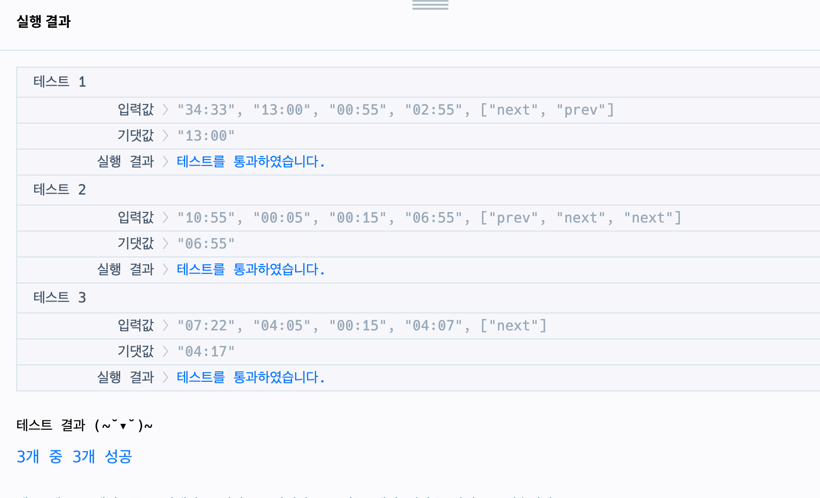 실행 결과
테스트 1
입력값 〉 "34:33", "13:00", "00:55", "02:55", ["next", "prev"]
기댓값 〉 "13:00"
실행 결과 〉 테스트를 통과하였습니다.
테스트 2
입력값 〉 "10:55", "00:05", "00:15", "06:55", ["prev", "next", "next"]
기댓값 〉 "06:55"
실행 결과 〉 테스트를 통과하였습니다.
테스트 3
입력값 〉 "07:22", "04:05", "00:15", "04:07", ["next"]
기댓값 〉 "04:17"
실행 결과 〉 테스트를 통과하였습니다.
테스트 결과 (~˘▾˘)~
3개 중 3개 성공